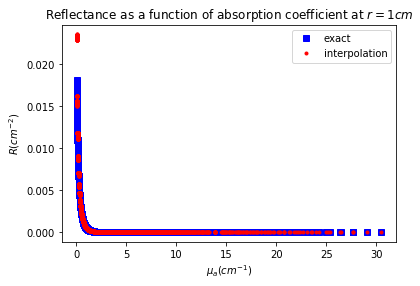 Reflectance as a function of absorption coefficient at r = 1cm
exact
interpolation
R(cm⁻²)
0.020
0.015
0.010
0.005
0.000
0 5 10 15 20 25 30
μₐ(cm⁻¹)